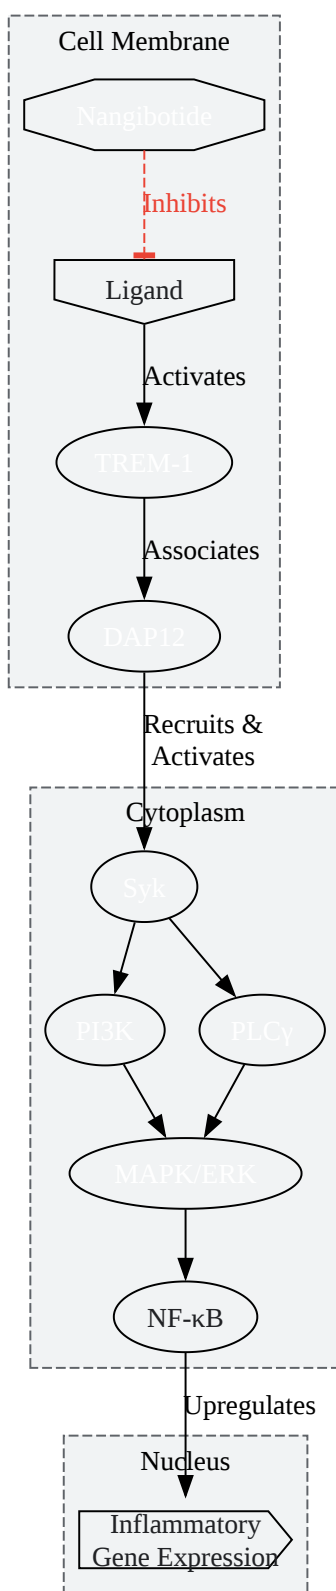 Cell Membrane
Nangibotide
Inhibits
Ligand
Activates
TREM-1
Associates
DAP12
Recruits &
Activates
Cytoplasm
Syk
PI3K
PLCγ
MAPK/ERK
NF-κB
Upregulates
Nucleus
Inflammatory
Gene Expression